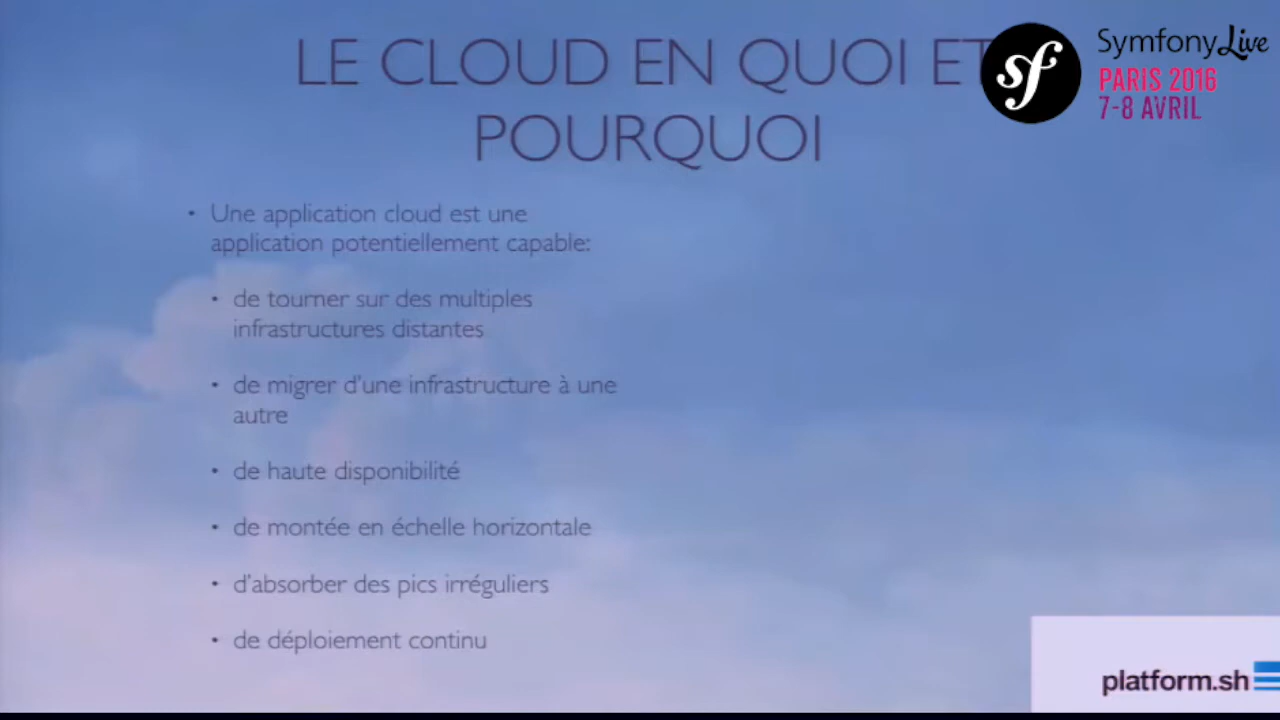 LE CLOUD EN QUOI ET
POURQUOI
SymfonyLive
PARIS 2016
7-8 AVRIL
sf
• Une application cloud est une
application potentiellement capable:
• de tourner sur des multiples
infrastructures distantes
• de migrer d'une infrastructure à une
autre
• de haute disponibilité
• de montée en échelle horizontale
• d'absorber des pics irréguliers
• de déploiement continu
platform.sh